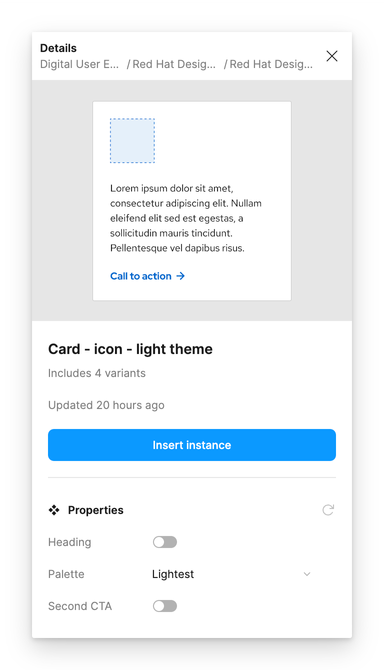 Details
Digital User E... / Red Hat Desig... / Red Hat Desig...
Lorem ipsum dolor sit amet,
consectetur adipiscing elit. Nullam
eleifend elit sed est egestas, a
sollicitudin mauris tincidunt.
Pellentesque vel dapibus risus.
Call to action →
Card - icon - light theme
Includes 4 variants
Updated 20 hours ago
Insert instance
Properties
Heading
Palette Lightest
Second CTA